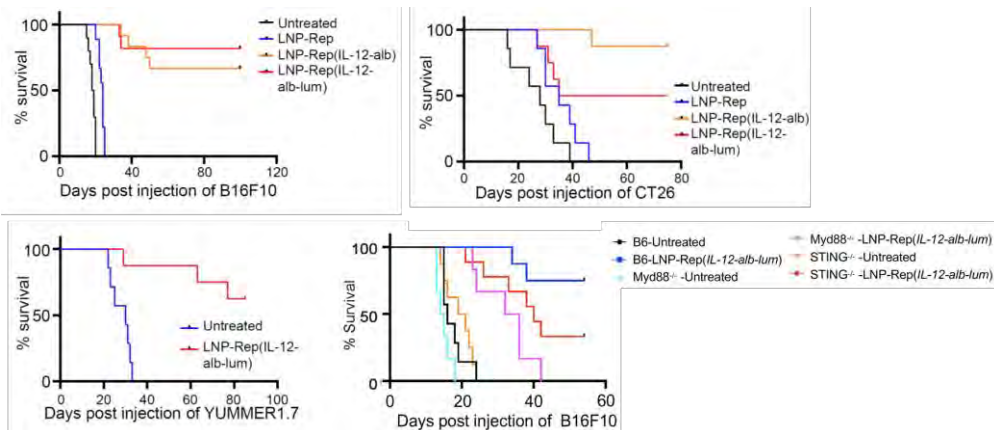 Untreated
LNP-Rep
LNP-Rep(IL-12-alb)
LNP-Rep(IL-12-
alb-lum)
% survival
100
50
0
0 40 80 120
Days post injection of B16F10
Untreated
LNP-Rep
LNP-Rep(IL-12-alb)
LNP-Rep(IL-12-
alb-lum)
% survival
100
50
0
0 20 40 60 80
Days post injection of CT26
Untreated
LNP-Rep(IL-12-
alb-lum)
% survival
100
50
0
0 20 40 60 80 100
Days post injection of YUMMER1.7
% Survival
100
50
0
0 20 40 60
Days post injection of B16F10
B6-Untreated
B6-LNP-Rep(IL-12-alb-lum)
Myd88-/- -Untreated
Myd88-/- -LNP-Rep(IL-12-alb-lum)
STING-/- -Untreated
STING-/- -LNP-Rep(IL-12-alb-lum)